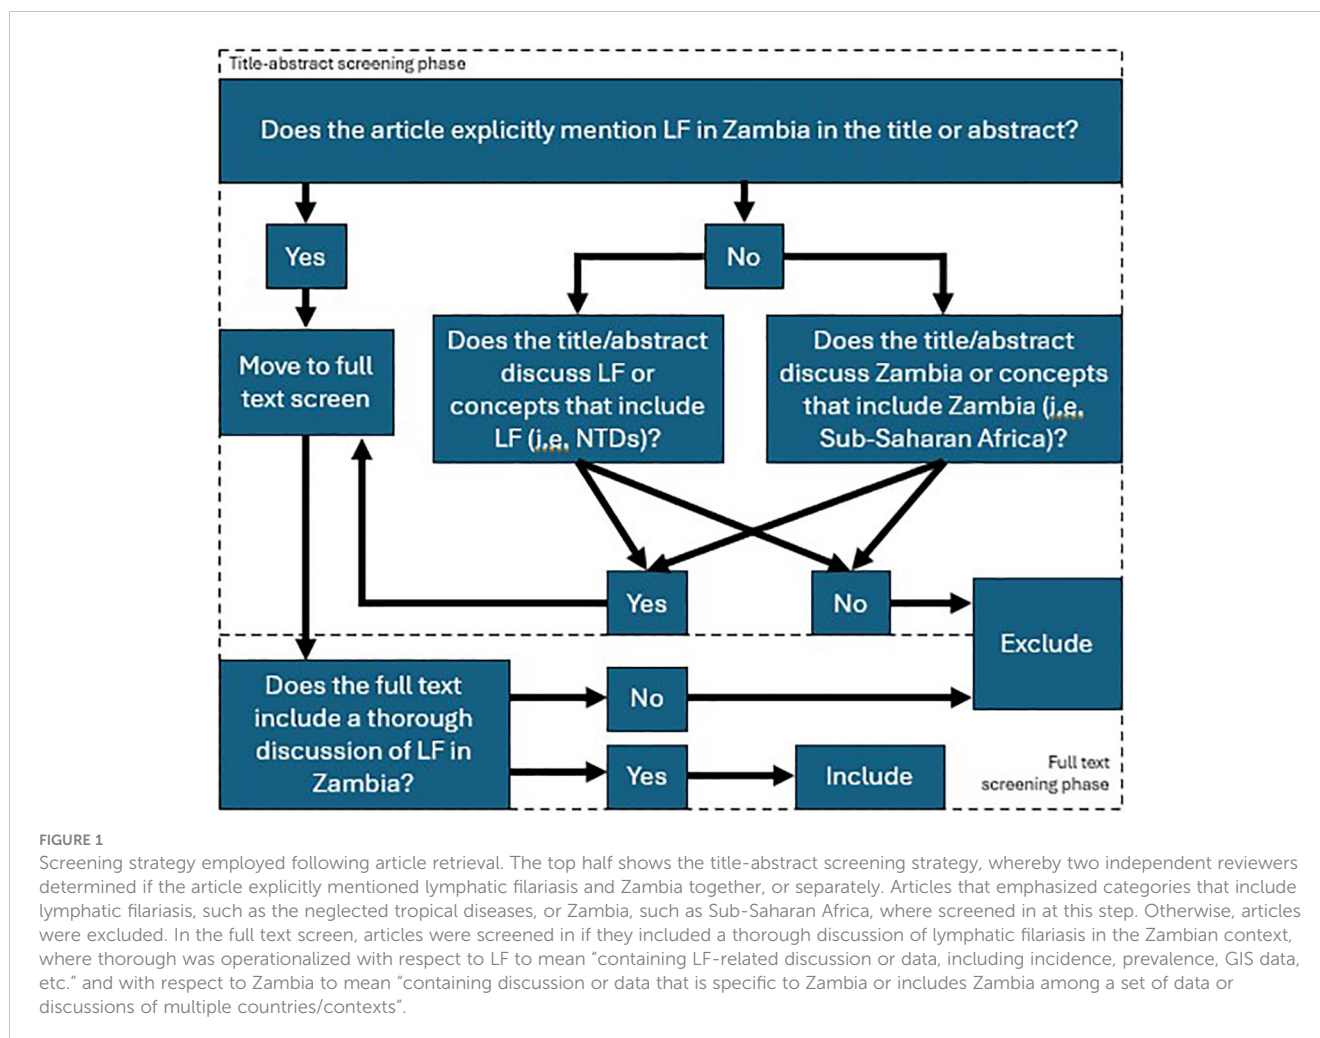 Title-abstract screening phase
Does the article explicitly mention LF in Zambia in the title or abstract?
Yes
No
Move to full
text screen
Does the title/abstract
discuss LF or
concepts that include
LF (i.e. NTDs)?
Does the title/abstract
discuss Zambia or concepts
that include Zambia (i.e.
Sub-Saharan Africa)?
Yes
No
Exclude
Does the full text
include a thorough
discussion of LF in
Zambia?
No
Yes
Include
Full text
screening phase
FIGURE 1
Screening strategy employed following article retrieval. The top half shows the title-abstract screening strategy, whereby two independent reviewers
determined if the article explicitly mentioned lymphatic filariasis and Zambia together, or separately. Articles that emphasized categories that include
lymphatic filariasis, such as the neglected tropical diseases, or Zambia, such as Sub-Saharan Africa, where screened in at this step. Otherwise, articles
were excluded. In the full text screen, articles were screened in if they included a thorough discussion of lymphatic filariasis in the Zambian context,
where thorough was operationalized with respect to LF to mean “containing LF-related discussion or data, including incidence, prevalence, GIS data,
etc.” and with respect to Zambia to mean “containing discussion or data that is specific to Zambia or includes Zambia among a set of data or
discussions of multiple countries/contexts”.